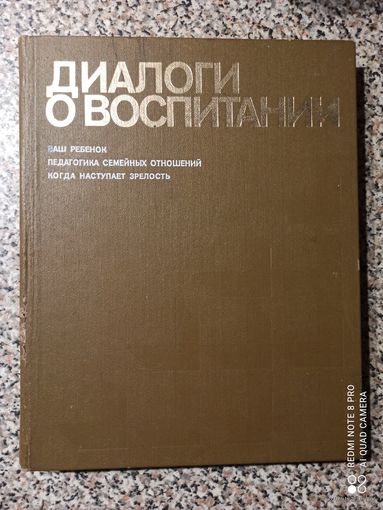 ДИАЛОГИ
О ВОСПИТАНИИ
ВАШ РЕБЕНОК
ПЕДАГОГИКА СЕМЕЙНЫХ ОТНОШЕНИЙ
КОГДА НАСТУПАЕТ ЗРЕЛОСТЬ
REDMI NOTE 8 PRO
AI QUAD CAMERA